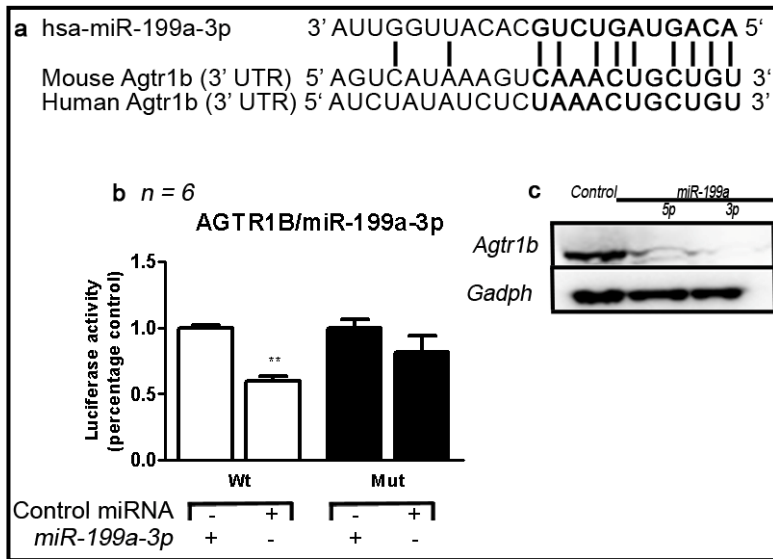 a hsa-miR-199a-3p 3‘ AUUGGUUACACGUCUGAUGACA 5‘
Mouse Agtr1b (3’ UTR) 5‘ AGUCAUAAAGUCAAACUGCUGU 3‘
Human Agtr1b (3’ UTR) 5‘ AUCUAUAUCUCUAAACUGCUGU 3’
b n = 6
AGTR1B/miR-199a-3p
Luciferase activity
(percentage control)
1.5
1.0
0.5
0.0
**
Wt Mut
Control miRNA - + - +
miR-199a-3p + - + -
c Control miR-199a
5p 3p
Agtr1b
Gadph